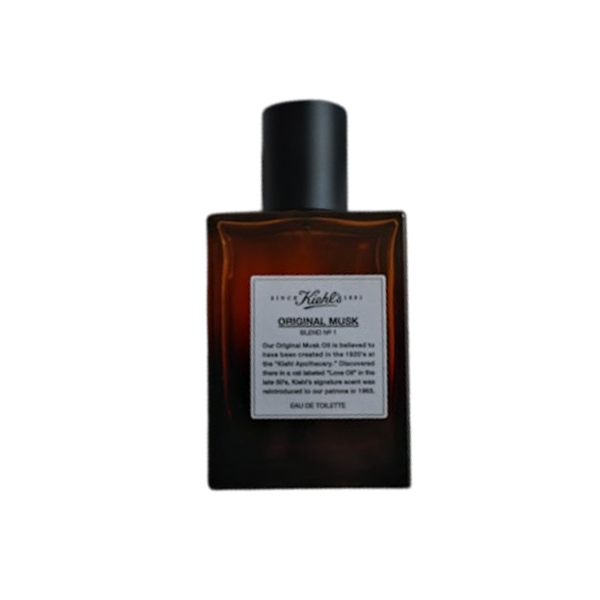 SINCE Kiehl's 1851
ORIGINAL MUSK
BLEND Nº 1
Our Original Musk Oil is believed to
have been created in the 1920's at
the "Kiehl Apothecary." Discovered
there in a vat labeled "Love Oil" in the
late 50's, Kiehl's signature scent was
reintroduced to our patrons in 1963.
EAU DE TOILETTE